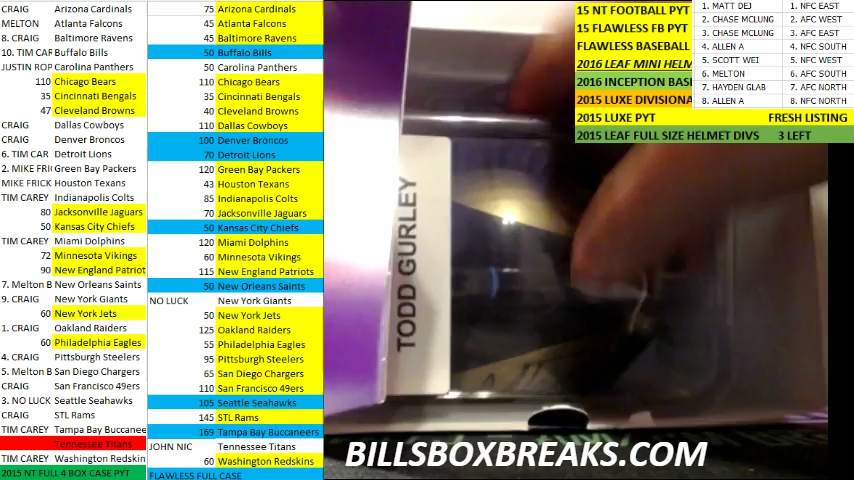 CRAIG Arizona Cardinals
MELTON Atlanta Falcons
8. CRAIG Baltimore Ravens
10. TIM CAR Buffalo Bills
JUSTIN ROP Carolina Panthers
110 Chicago Bears
35 Cincinnati Bengals
47 Cleveland Browns
CRAIG Dallas Cowboys
CRAIG Denver Broncos
6. TIM CAR Detroit Lions
2. MIKE FRI Green Bay Packers
MIKE FRICK Houston Texans
TIM CAREY Indianapolis Colts
80 Jacksonville Jaguars
50 Kansas City Chiefs
TIM CAREY Miami Dolphins
72 Minnesota Vikings
90 New England Patriot
7. Melton B New Orleans Saints
9. CRAIG New York Giants
60 New York Jets
1. CRAIG Oakland Raiders
60 Philadelphia Eagles
4. CRAIG Pittsburgh Steelers
5. Melton B San Diego Chargers
CRAIG San Francisco 49ers
3. NO LUCK Seattle Seahawks
CRAIG STL Rams
TIM CAREY Tampa Bay Buccanee
Tennessee Titans
TIM CAREY Washington Redskin
2015 NT FULL 4 BOX CASE PYT
75 Arizona Cardinals
45 Atlanta Falcons
45 Baltimore Ravens
50 Buffalo Bills
50 Carolina Panthers
110 Chicago Bears
35 Cincinnati Bengals
40 Cleveland Browns
110 Dallas Cowboys
100 Denver Broncos
70 Detroit Lions
120 Green Bay Packers
43 Houston Texans
85 Indianapolis Colts
70 Jacksonville Jaguars
50 Kansas City Chiefs
120 Miami Dolphins
60 Minnesota Vikings
115 New England Patriots
50 New Orleans Saints
NO LUCK New York Giants
50 New York Jets
125 Oakland Raiders
55 Philadelphia Eagles
95 Pittsburgh Steelers
65 San Diego Chargers
110 San Francisco 49ers
105 Seattle Seahawks
145 STL Rams
169 Tampa Bay Buccaneers
JOHN NIC Tennessee Titans
60 Washington Redskins
FLAWLESS FULL CASE
TODD GURLEY
15 NT FOOTBALL PYT
15 FLAWLESS FB PYT
FLAWLESS BASEBALL
2016 LEAF MINI HELM
2016 INCEPTION BAS
2015 LUXE DIVISIONA
2015 LUXE PYT FRESH LISTING
2015 LEAF FULL SIZE HELMET DIVS 3 LEFT
1. MATT DEJ 1. NFC EAST
2. CHASE MCLUNG 2. AFC WEST
3. CHASE MCLUNG 3. AFC EAST
4. ALLEN A 4. NFC SOUTH
5. SCOTT WEI 5. NFC WEST
6. MELTON 6. AFC SOUTH
7. HAYDEN GLAB 7. AFC NORTH
8. ALLEN A 8. NFC NORTH
BILLSBOXBREAKS.COM